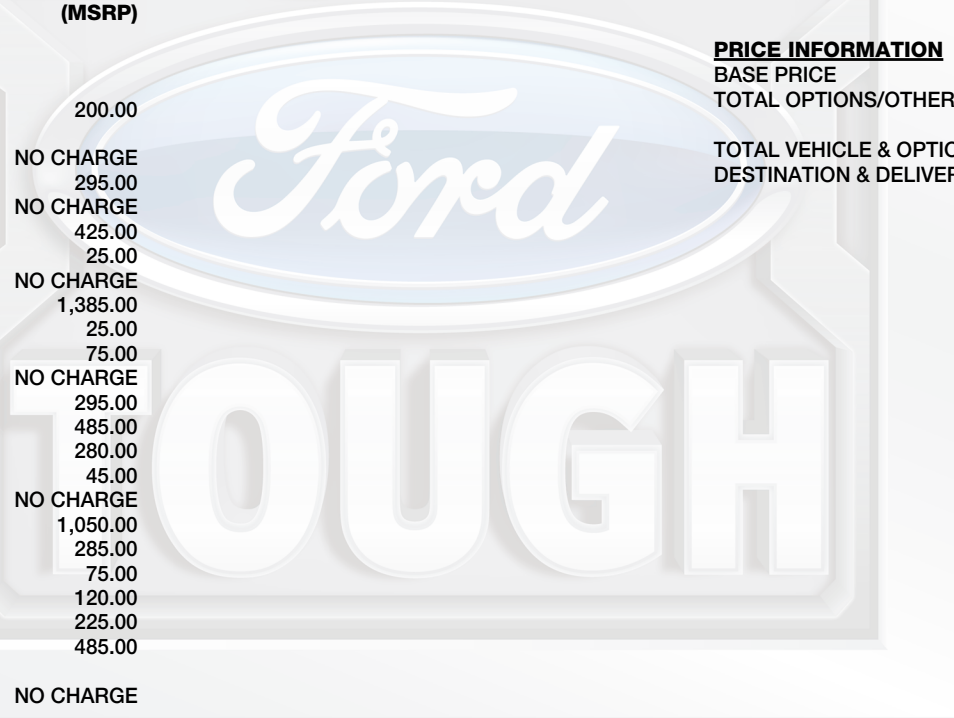 (MSRP)
200.00
NO CHARGE
295.00
NO CHARGE
425.00
25.00
NO CHARGE
1,385.00
25.00
75.00
NO CHARGE
295.00
485.00
280.00
45.00
NO CHARGE
1,050.00
285.00
75.00
120.00
225.00
485.00
NO CHARGE
PRICE INFORMATION
BASE PRICE
TOTAL OPTIONS/OTHER
TOTAL VEHICLE & OPTIO
DESTINATION & DELIVER
Ford
TOUGH